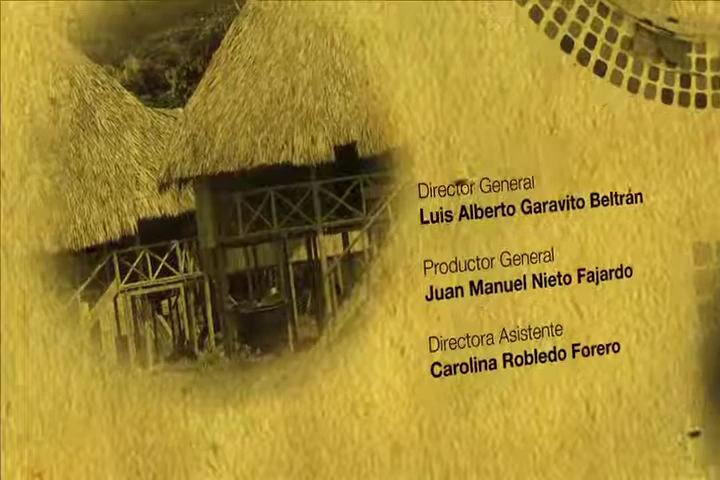 Director General
Luis Alberto Garavito Beltrán
Productor General
Juan Manuel Nieto Fajardo
Directora Asistente
Carolina Robledo Forero